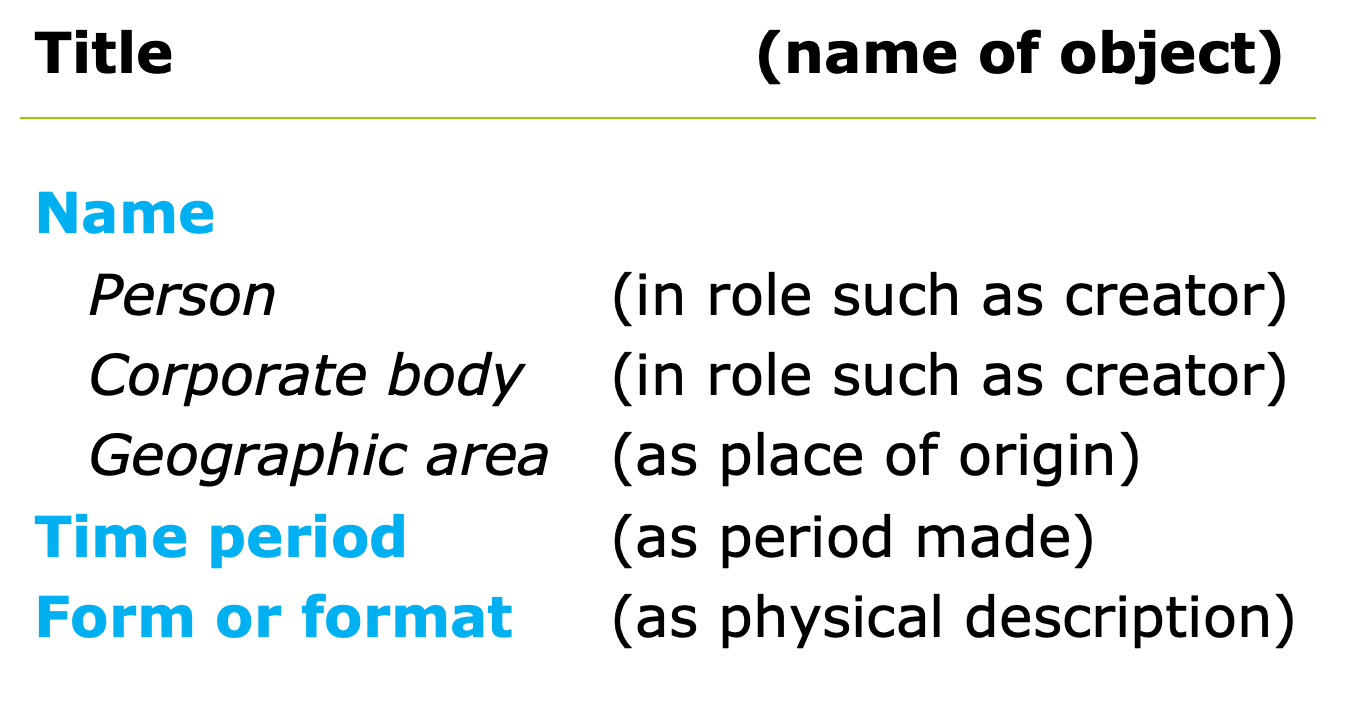 Title (name of object)
Name
Person (in role such as creator)
Corporate body (in role such as creator)
Geographic area (as place of origin)
Time period (as period made)
Form or format (as physical description)